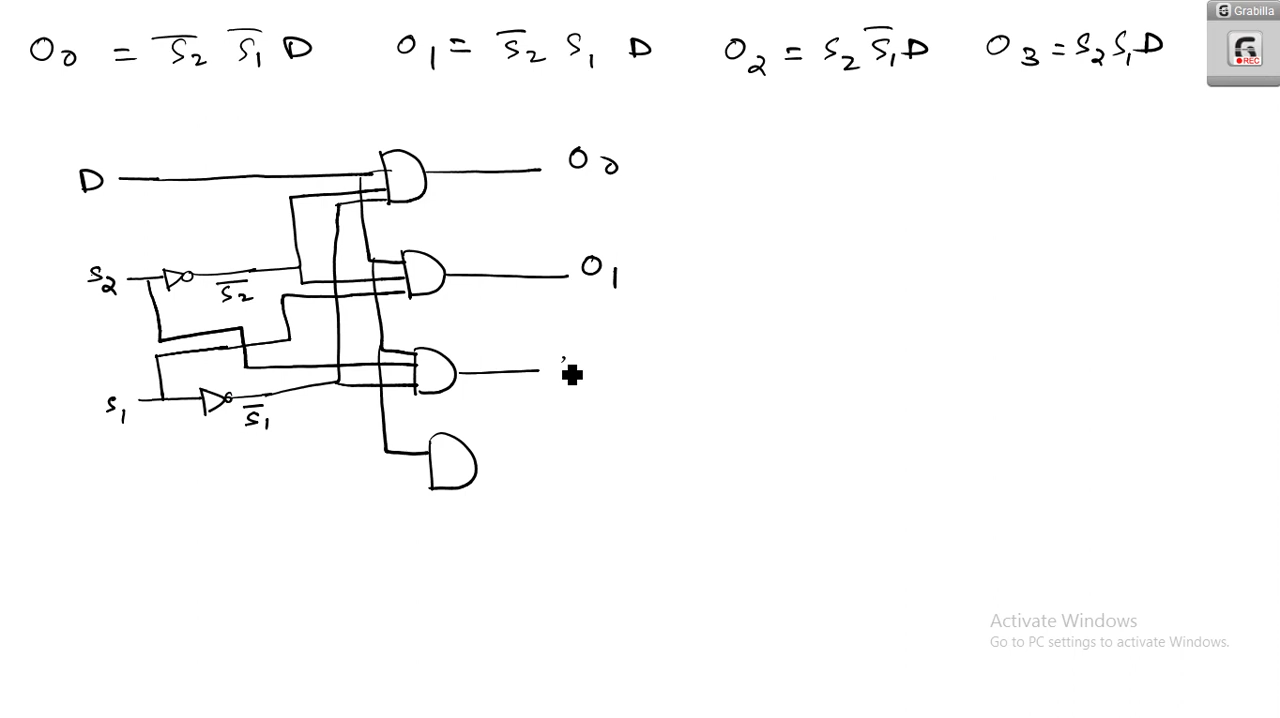 Grabilla
O₀ = S̅₂ S̅₁ D O₁ = S̅₂ S₁ D O₂ = S₂ S̅₁ D O₃ = S₂ S₁ D
REC
D O₀
S₂ S̅₂ O₁
S₁ S̅₁
Activate Windows
Go to PC settings to activate Windows.